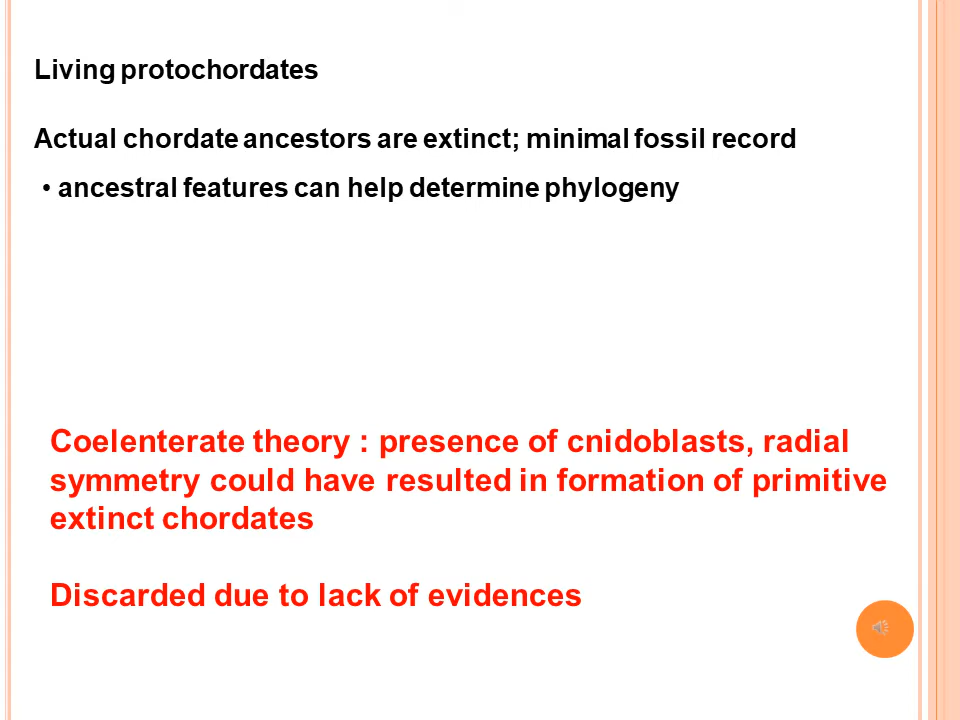 Living protochordates
Actual chordate ancestors are extinct; minimal fossil record
• ancestral features can help determine phylogeny
Coelenterate theory : presence of cnidoblasts, radial
symmetry could have resulted in formation of primitive
extinct chordates
Discarded due to lack of evidences